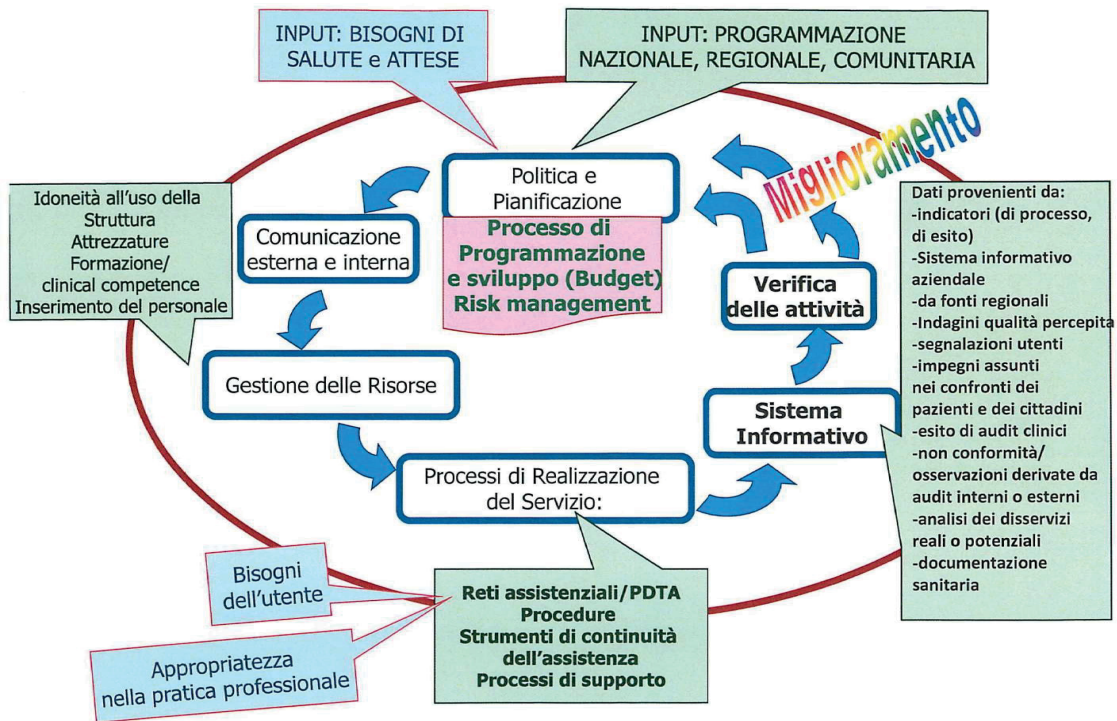 INPUT: BISOGNI DI
SALUTE e ATTESE
INPUT: PROGRAMMAZIONE
NAZIONALE, REGIONALE, COMUNITARIA
Miglioramento
Politica e
Pianificazione
Processo di
Programmazione
e sviluppo (Budget)
Risk management
Idoneità all'uso della
Struttura
Attrezzature
Formazione/
clinical competence
Inserimento del personale
Comunicazione
esterna e interna
Gestione delle Risorse
Processi di Realizzazione
del Servizio:
Sistema
Informativo
Verifica
delle attività
Dati provenienti da:
-indicatori (di processo,
di esito)
-Sistema informativo
aziendale
-da fonti regionali
-Indagini qualità percepita
-segnalazioni utenti
-impegni assunti
nei confronti dei
pazienti e dei cittadini
-esito di audit clinici
-non conformità/
osservazioni derivate da
audit interni o esterni
-analisi dei disservizi
reali o potenziali
-documentazione
sanitaria
Bisogni
dell'utente
Appropriatezza
nella pratica professionale
Reti assistenziali/PDTA
Procedure
Strumenti di continuità
dell'assistenza
Processi di supporto